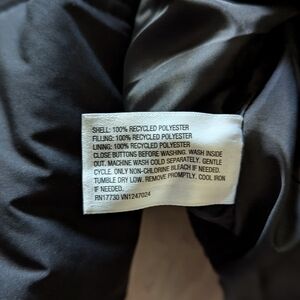 SHELL: 100% RECYCLED POLYESTER
FILLING: 100% RECYCLED POLYESTER
LINING: 100% RECYCLED POLYESTER
CLOSE BUTTONS BEFORE WASHING. WASH INSIDE
OUT. MACHINE WASH COLD SEPARATELY. GENTLE
CYCLE. ONLY NON-CHLORINE BLEACH IF NEEDED.
TUMBLE DRY LOW. REMOVE PROMPTLY. COOL IRON
IF NEEDED.
RN17730 VN1247024